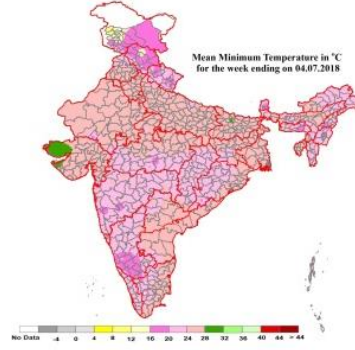 Mean Minimum Temperature in °C
for the week ending on 04.07.2018
No Data -4 0 4 8 12 16 20 24 28 32 36 40 44 > 44